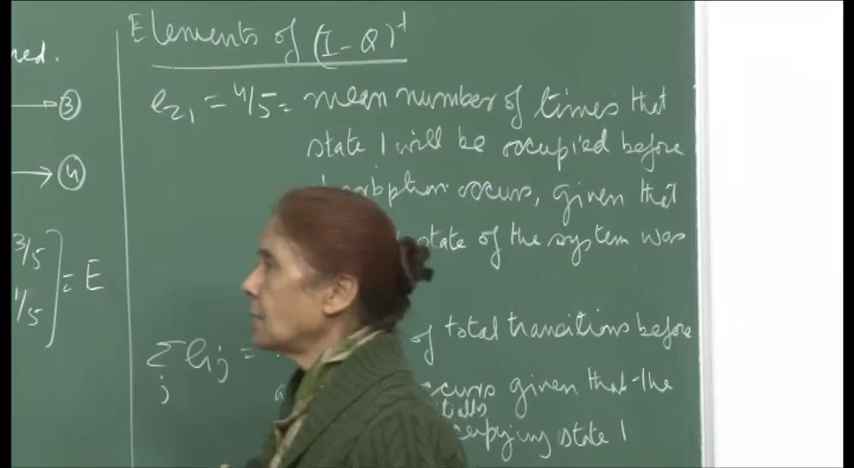 Elements of (I - Q)^-1
ned.
3
e21 = 4/5 = mean number of times that
state 1 will be occupied before
4
absorption occurs, given that
state of the system was
3/5
1/5 ] = E
of total transitions before
Σj e1j =
occurs given that the
occupying state 1